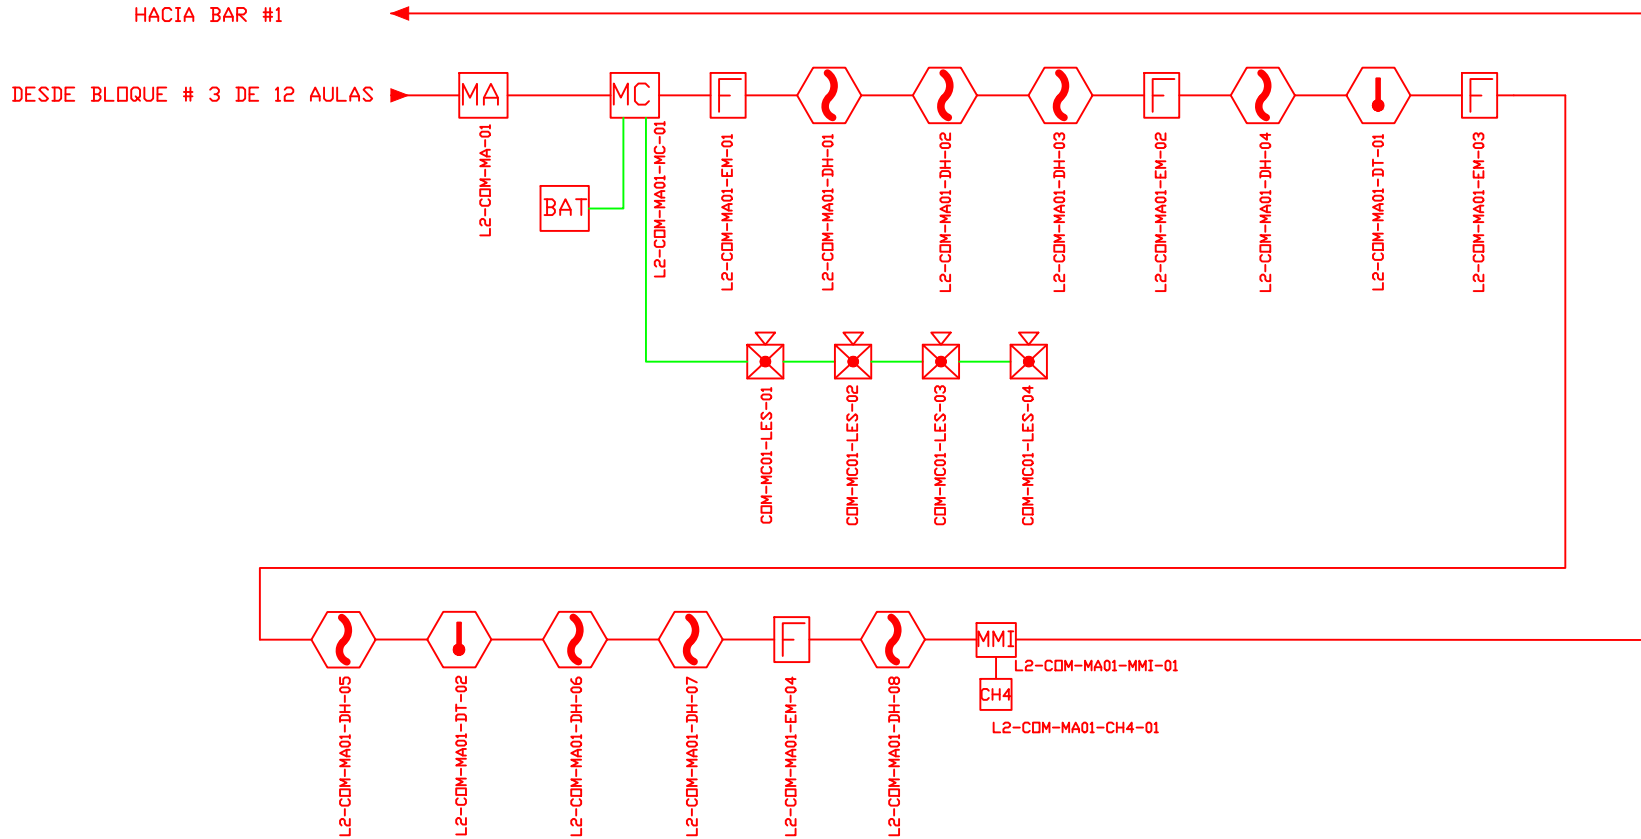 HACIA BAR #1
DESDE BLOQUE # 3 DE 12 AULAS
MA
MC
F
F
F
L2-COM-MA-01
L2-COM-MA01-MC-01
L2-COM-MA01-EM-01
L2-COM-MA01-DH-01
L2-COM-MA01-DH-02
L2-COM-MA01-DH-03
L2-COM-MA01-EM-02
L2-COM-MA01-DH-04
L2-COM-MA01-DT-01
L2-COM-MA01-EM-03
BAT
COM-MC01-LES-01
COM-MC01-LES-02
COM-MC01-LES-03
COM-MC01-LES-04
F
MMI
L2-COM-MA01-MMI-01
CH4
L2-COM-MA01-CH4-01
L2-COM-MA01-DH-05
L2-COM-MA01-DT-02
L2-COM-MA01-DH-06
L2-COM-MA01-DH-07
L2-COM-MA01-EM-04
L2-COM-MA01-DH-08